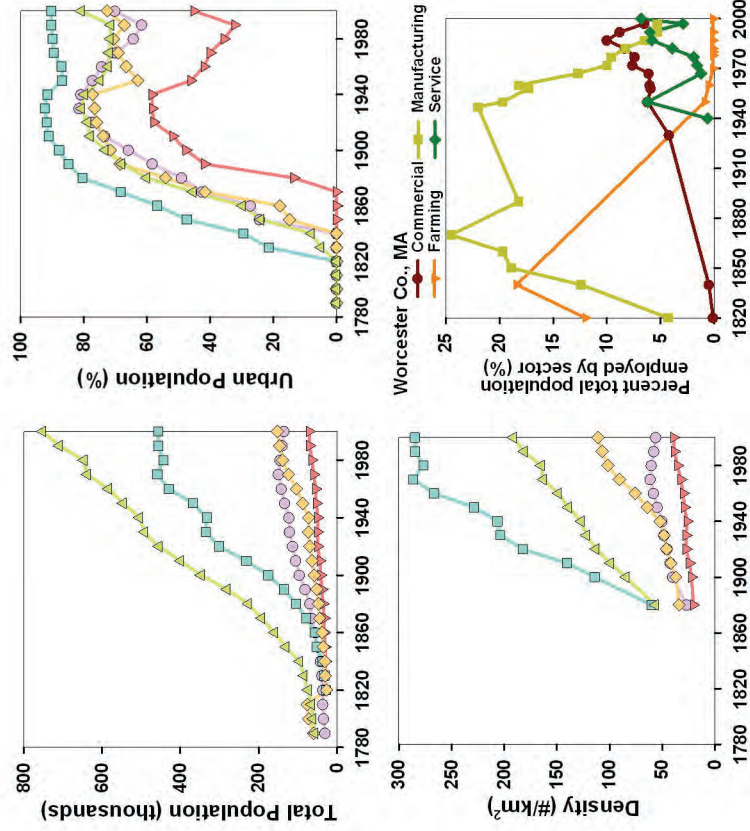 Total Population (thousands)
800
600
400
200
0
1780 1820 1860 1900 1940 1980
Urban Population (%)
100
80
60
40
20
0
1780 1820 1860 1900 1940 1980
Density (#/km²)
300
250
200
150
100
50
0
1780 1820 1860 1900 1940 1980
Worcester Co., MA
Commercial Manufacturing
Farming Service
Percent total population
employed by sector (%)
25
20
15
10
5
0
1820 1850 1880 1910 1940 1970 2000